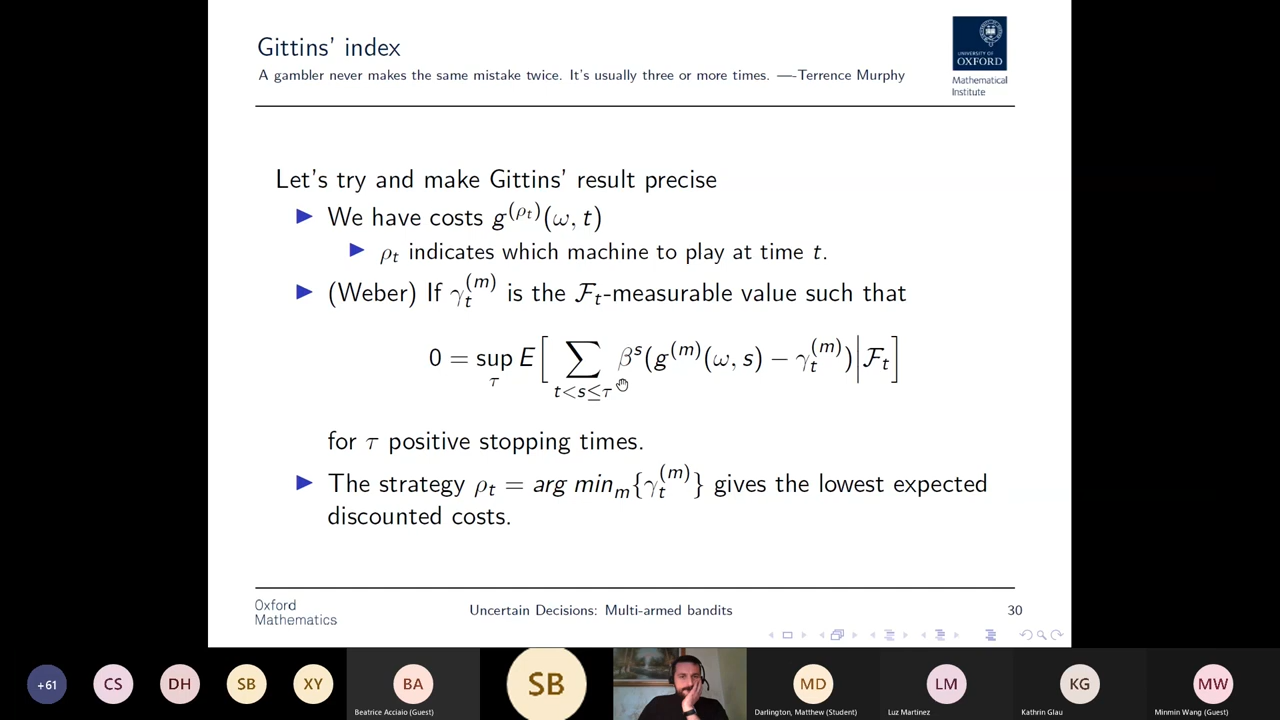 Gittins' index
A gambler never makes the same mistake twice. It's usually three or more times. —-Terrence Murphy
UNIVERSITY OF
OXFORD
Mathematical
Institute
Let's try and make Gittins' result precise
▶ We have costs g^(ρ_t)(ω, t)
▶ ρ_t indicates which machine to play at time t.
▶ (Weber) If γ_t^(m) is the F_t-measurable value such that
0 = sup_τ E[ ∑_{t<s≤τ} β^s(g^(m)(ω, s) − γ_t^(m)) | F_t ]
for τ positive stopping times.
▶ The strategy ρ_t = arg min_m{γ_t^(m)} gives the lowest expected
discounted costs.
Oxford
Mathematics
Uncertain Decisions: Multi-armed bandits
30
+61
CS
DH
SB
XY
BA
Beatrice Acciaio (Guest)
SB
MD
Darlington, Matthew (Student)
LM
Luz Martinez
KG
Kathrin Glau
MW
Minmin Wang (Guest)